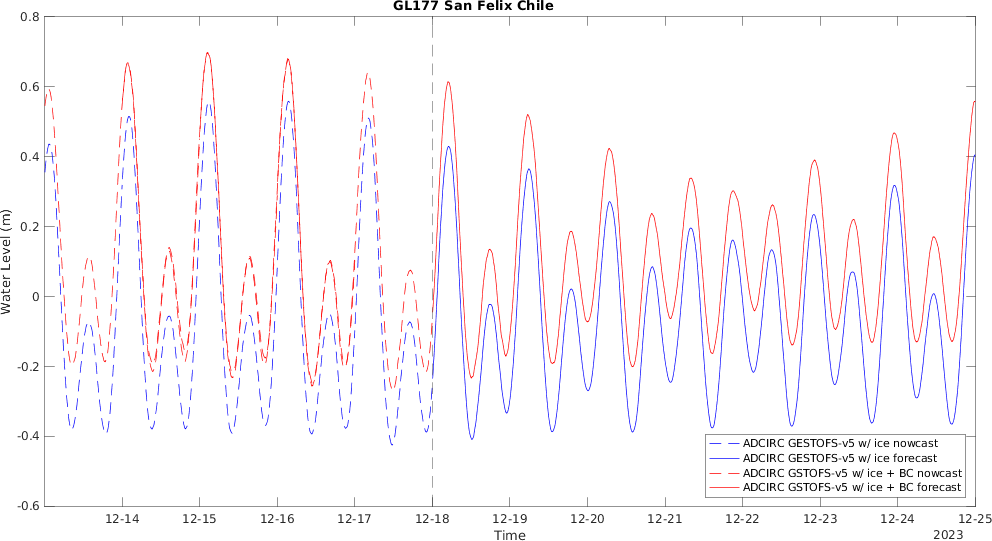 GL177 San Felix Chile
0.8
0.6
0.4
0.2
0
-0.2
-0.4
-0.6
Water Level (m)
ADCIRC GESTOFS-v5 w/ ice nowcast
ADCIRC GESTOFS-v5 w/ ice forecast
ADCIRC GSTOFS-v5 w/ ice + BC nowcast
ADCIRC GSTOFS-v5 w/ ice + BC forecast
12-14 12-15 12-16 12-17 12-18 12-19 12-20 12-21 12-22 12-23 12-24 12-25
Time
2023